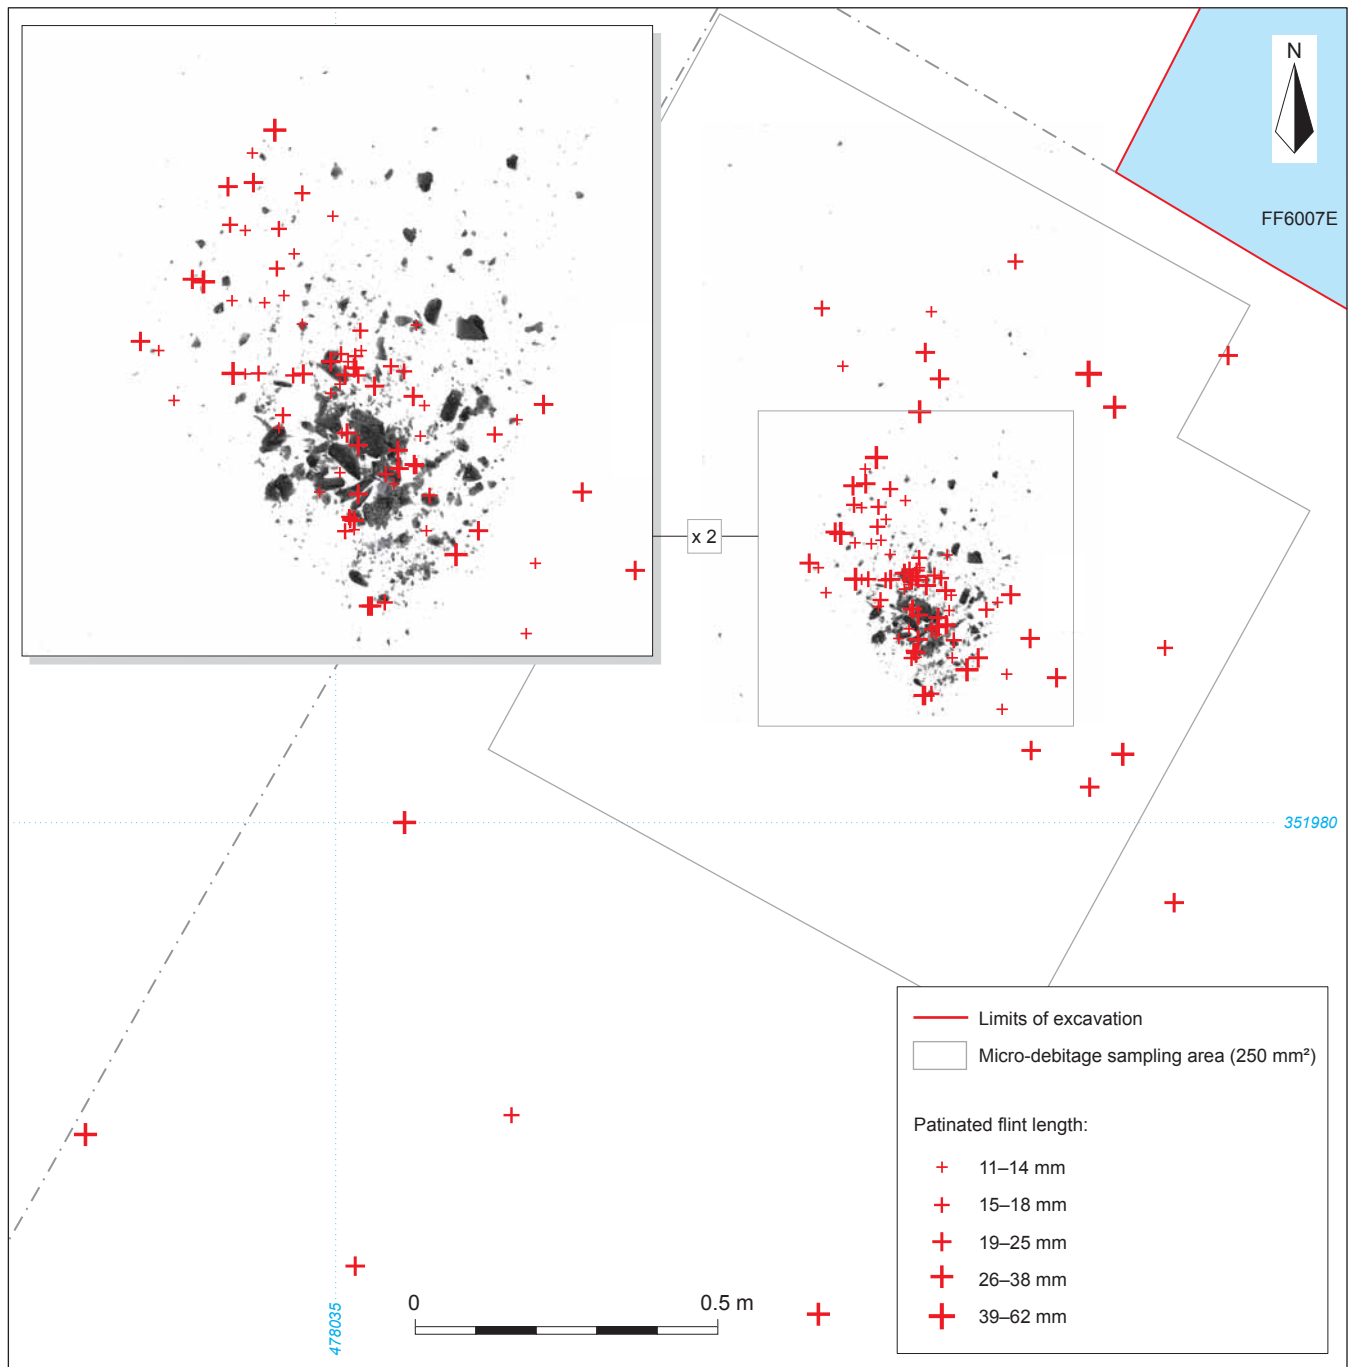 N
FF6007E
x 2
351980
Limits of excavation
Micro-debitage sampling area (250 mm²)
Patinated flint length:
11–14 mm
15–18 mm
19–25 mm
26–38 mm
39–62 mm
0 0.5 m
478035